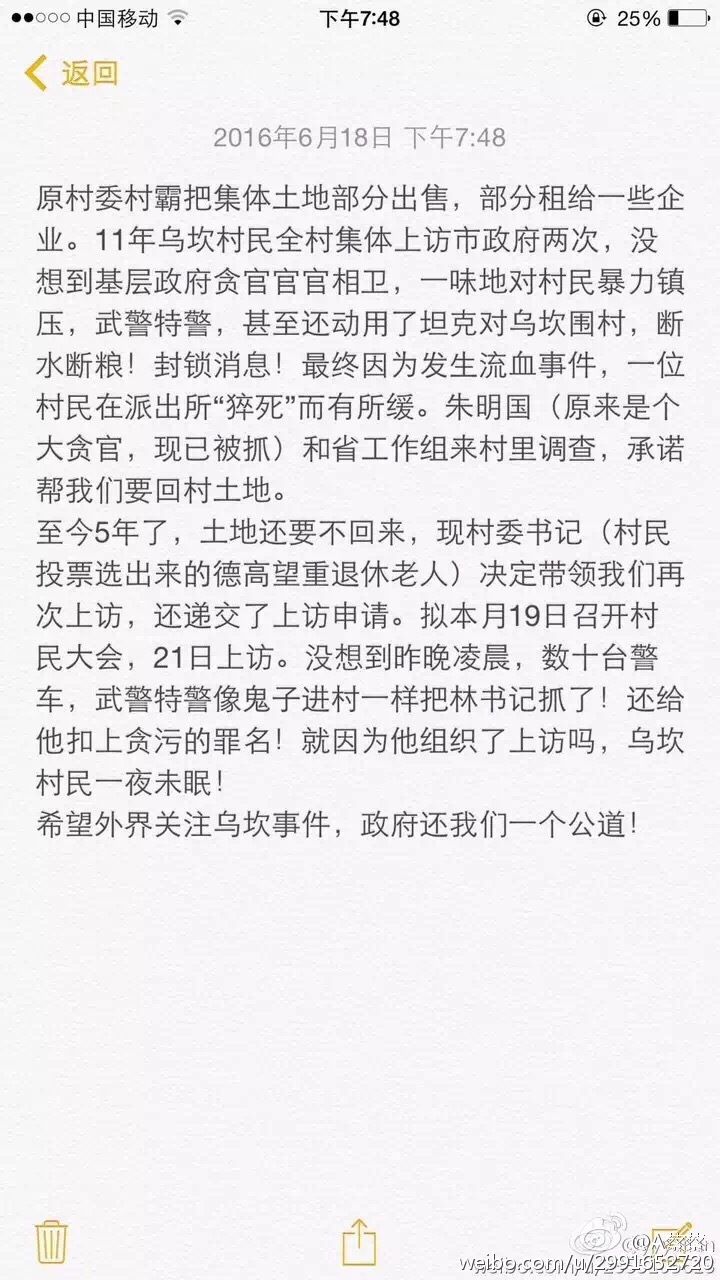 中国移动 下午7:48 25%
返回
2016年6月18日 下午7:48
原村委村霸把集体土地部分出售，部分租给一些企
业。11年乌坎村民全村集体上访市政府两次，没
想到基层政府贪官官官相卫，一味地对村民暴力镇
压，武警特警，甚至还动用了坦克对乌坎围村，断
水断粮！封锁消息！最终因为发生流血事件，一位
村民在派出所“猝死”而有所缓。朱明国（原来是个
大贪官，现已被抓）和省工作组来村里调查，承诺
帮我们要回村土地。
至今5年了，土地还要不回来，现村委书记（村民
投票选出来的德高望重退休老人）决定带领我们再
次上访，还递交了上访申请。拟本月19日召开村
民大会，21日上访。没想到昨晚凌晨，数十台警
车，武警特警像鬼子进村一样把林书记抓了！还给
他扣上贪污的罪名！就因为他组织了上访吗，乌坎
村民一夜未眠！
希望外界关注乌坎事件，政府还我们一个公道！
weibo.com/u/2991652720